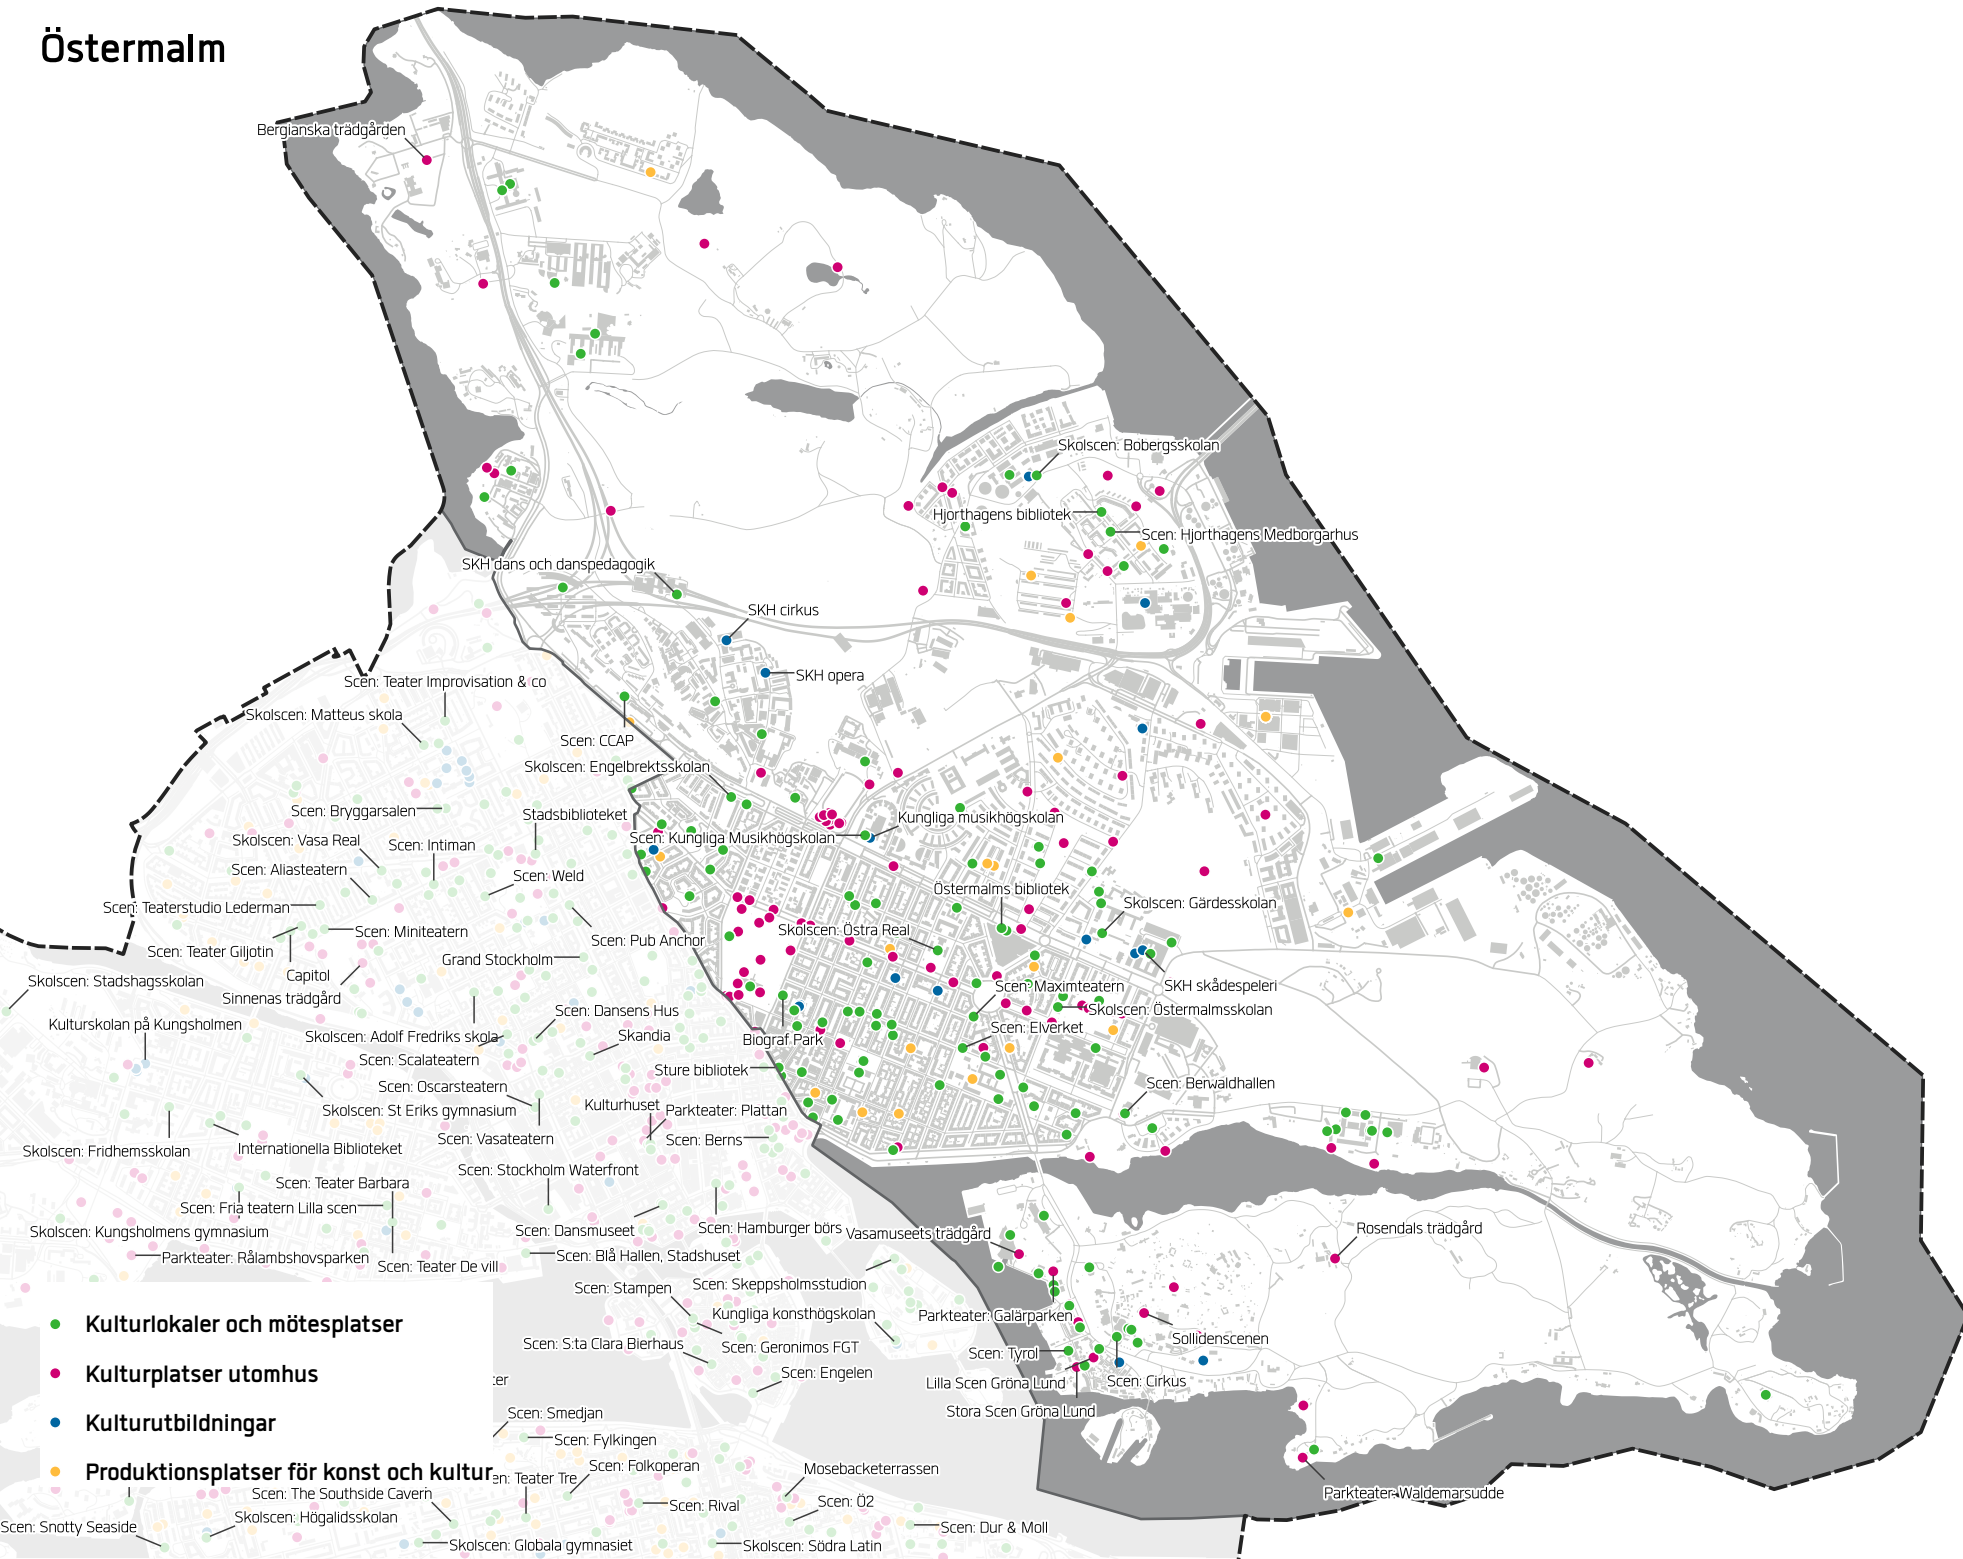 Östermalm
Bergianska trädgården
Skolscen: Bobergsskolan
Hjorthagens bibliotek
Scen: Hjorthagens Medborgarhus
SKH dans och danspedagogik
SKH cirkus
SKH opera
Scen: Teater Improvisation & co
Skolscen: Matteus skola
Scen: CCAP
Skolscen: Engelbrektsskolan
Scen: Bryggarsalen
Stadsbiblioteket
Kungliga musikhögskolan
Scen: Kungliga Musikhögskolan
Skolscen: Vasa Real
Scen: Intiman
Scen: Aliasteatern
Scen: Weld
Östermalms bibliotek
Skolscen: Gärdesskolan
Scen: Teaterstudio Lederman
Scen: Miniteatern
Skolscen: Östra Real
Scen: Pub Anchor
Scen: Teater Giljotin
Grand Stockholm
Capitol
Skolscen: Stadshagsskolan
Scen: Maximteatern
SKH skådespeleri
Sinnenas trädgård
Scen: Dansens Hus
Skolscen: Östermalmsskolan
Kulturskolan på Kungsholmen
Skolscen: Adolf Fredriks skola
Skandia
Biograf Park
Scen: Elverket
Scen: Scalateatern
Sture bibliotek
Scen: Oscarsteatern
Scen: Berwaldhallen
Skolscen: St Eriks gymnasium
Kulturhuset
Parkteater: Plattan
Scen: Vasateatern
Scen: Berns
Skolscen: Fridhemsskolan
Internationella Biblioteket
Scen: Stockholm Waterfront
Scen: Teater Barbara
Scen: Fria teatern Lilla scen
Skolscen: Kungsholmens gymnasium
Scen: Dansmuseet
Scen: Hamburger börs
Vasamuseets trädgård
Rosendals trädgård
Parkteater: Rålambshovsparken
Scen: Teater De vill
Scen: Blå Hallen, Stadshuset
Scen: Stampen
Scen: Skeppsholmsstudion
Kungliga konsthögskolan
Parkteater: Galärparken
Kulturlokaler och mötesplatser
Scen: S:ta Clara Bierhaus
Scen: Geronimos FGT
Sollidenscenen
Scen: Tyrol
Kulturplatser utomhus
ter
Scen: Engelen
Lilla Scen Gröna Lund
Scen: Cirkus
Stora Scen Gröna Lund
Kulturutbildningar
Scen: Smedjan
Scen: Fylkingen
Produktionsplatser för konst och kultur
en: Teater Tre
Scen: Folkoperan
Mosebacketerrassen
Parkteater: Waldemarsudde
Scen: The Southside Cavern
Scen: Rival
Scen: Ö2
Scen: Snotty Seaside
Skolscen: Högalidsskolan
Scen: Dur & Moll
Skolscen: Globala gymnasiet
Skolscen: Södra Latin